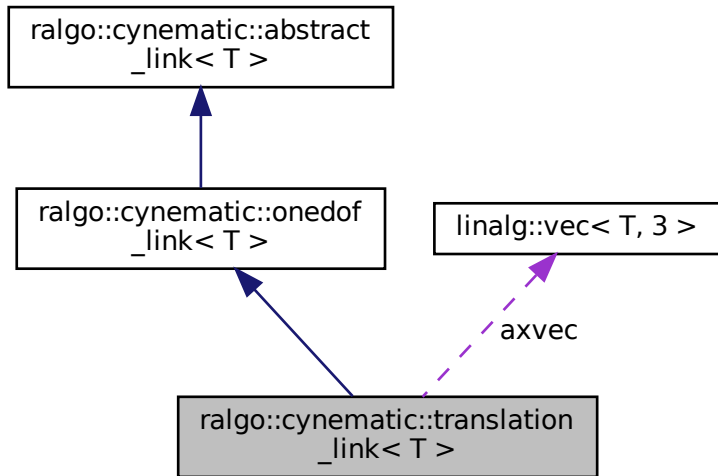 ralgo::cynematic::abstract
_link< T >
ralgo::cynematic::onedof
_link< T >
linalg::vec< T, 3 >
axvec
ralgo::cynematic::translation
_link< T >